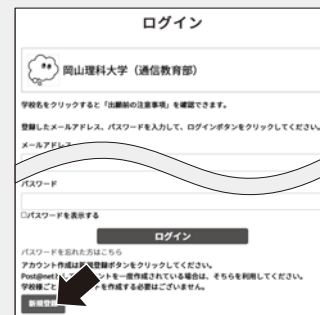 ログイン
岡山理科大学（通信教育部）
学校名をクリックすると「出願前の注意事項」を確認できます。
登録したメールアドレス、パスワードを入力して、ログインボタンをクリックしてください。
メールアドレス
パスワード
□パスワードを表示する
ログイン
パスワードを忘れた方はこちら
アカウント作成は新規登録ボタンをクリックしてください。
Post@netと
ントを一度作成されている場合は、そちらを利用してください。
学校種ごと
トを作成する必要はございません。
新規登録